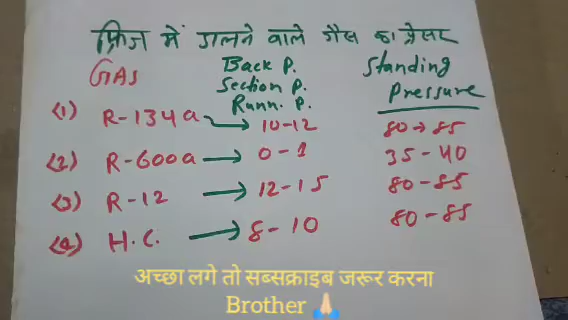 फ्रिज में डालने वाले गैस का प्रेसर
GAS Back P. Standing
Section P. Pressure
Runn. P.
(1) R-134a → 10-12 80→85
(2) R-600a → 0-1 35-40
(3) R-12 → 12-15 80-85
(4) H.C. → 8-10 80-85
अच्छा लगे तो सब्सक्राइब जरूर करना
Brother 🙏🏻